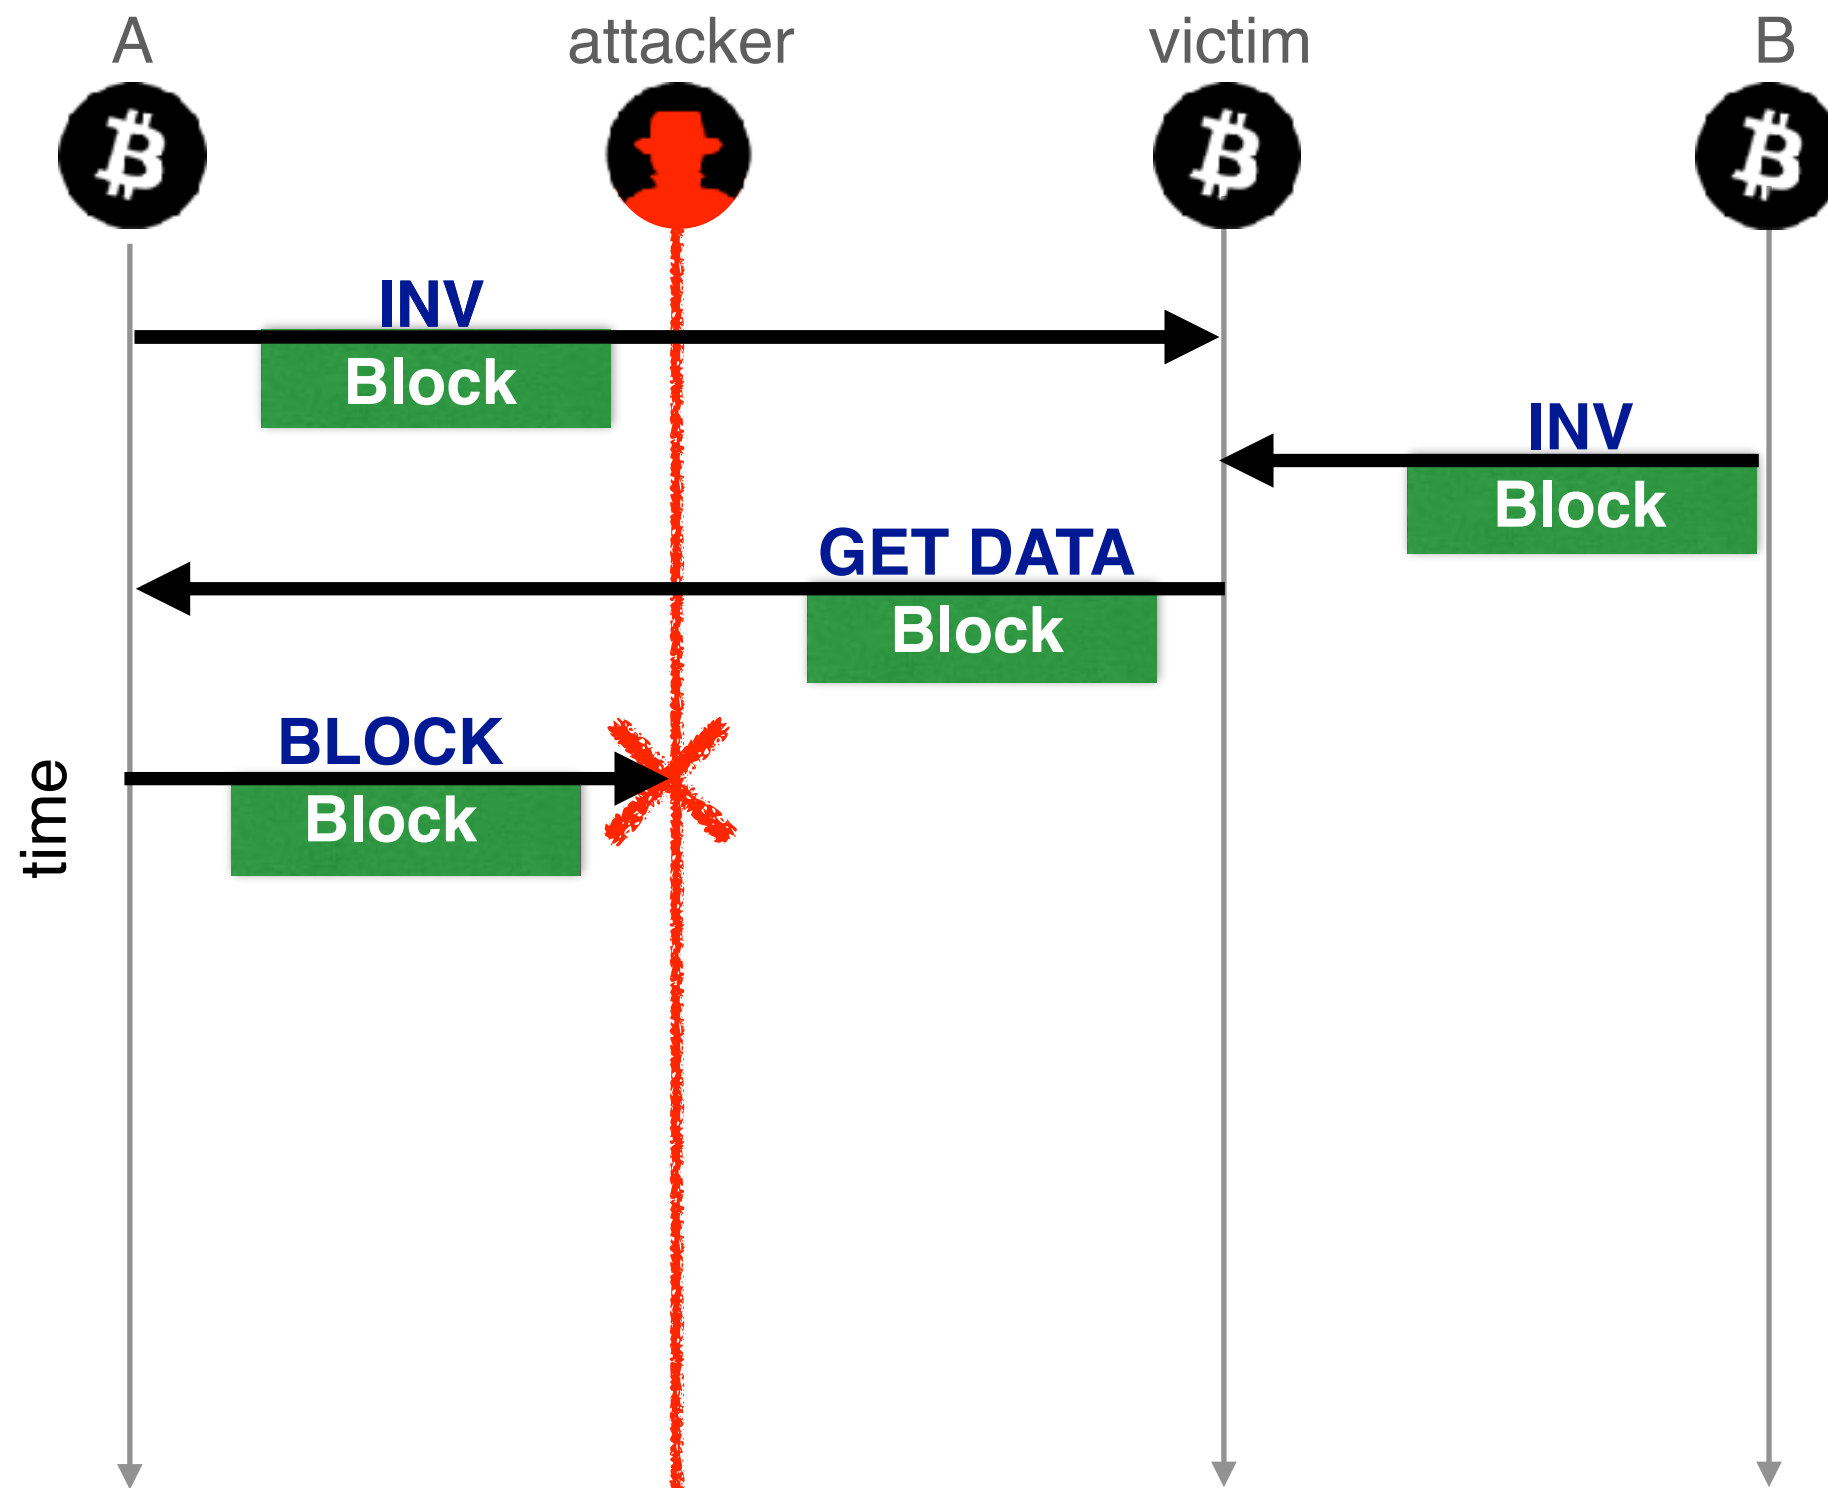 A
attacker
victim
B
INV
Block
INV
Block
GET DATA
Block
BLOCK
Block
time